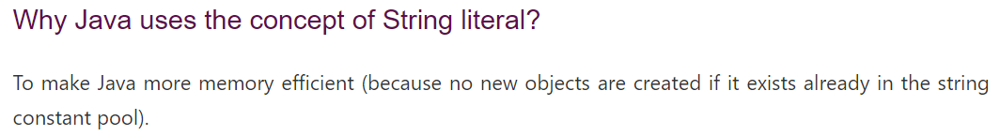 Why Java uses the concept of String literal?
To make Java more memory efficient (because no new objects are created if it exists already in the string
constant pool).